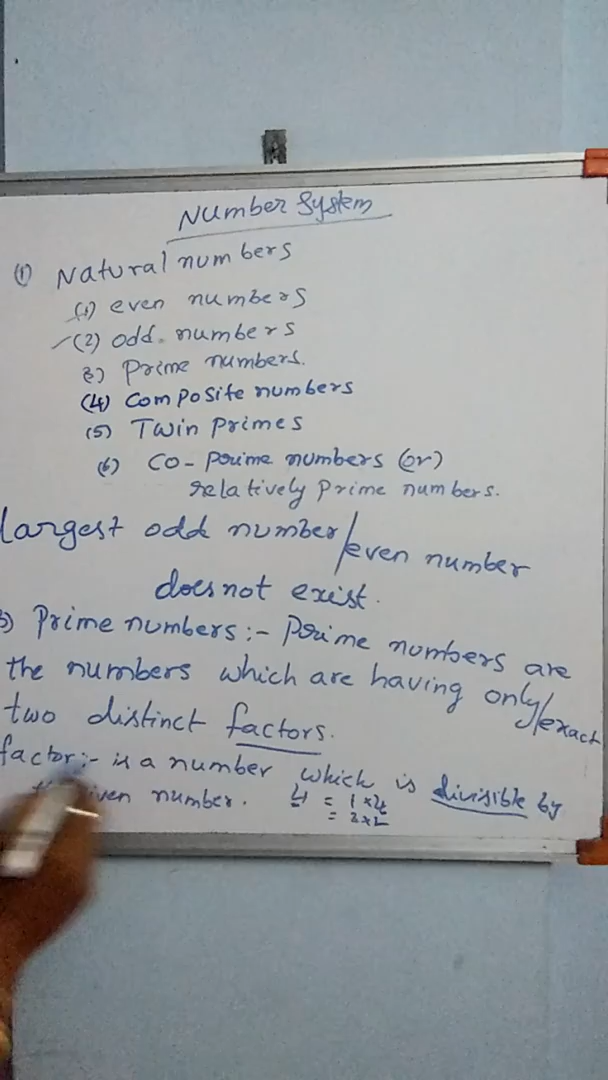 Number System
(1) Natural numbers
(1) even numbers
(2) odd. numbers
3) Prime numbers.
(4) Composite numbers
(5) Twin primes
(6) Co-prime numbers (or)
relatively prime numbers.
largest odd number/even number
does not exist.
3) Prime numbers:- Prime numbers are
the numbers which are having only/exact
two distinct factors.
factor:- is a number which is divisible by
given number. 4 = 1×4
= 2×2